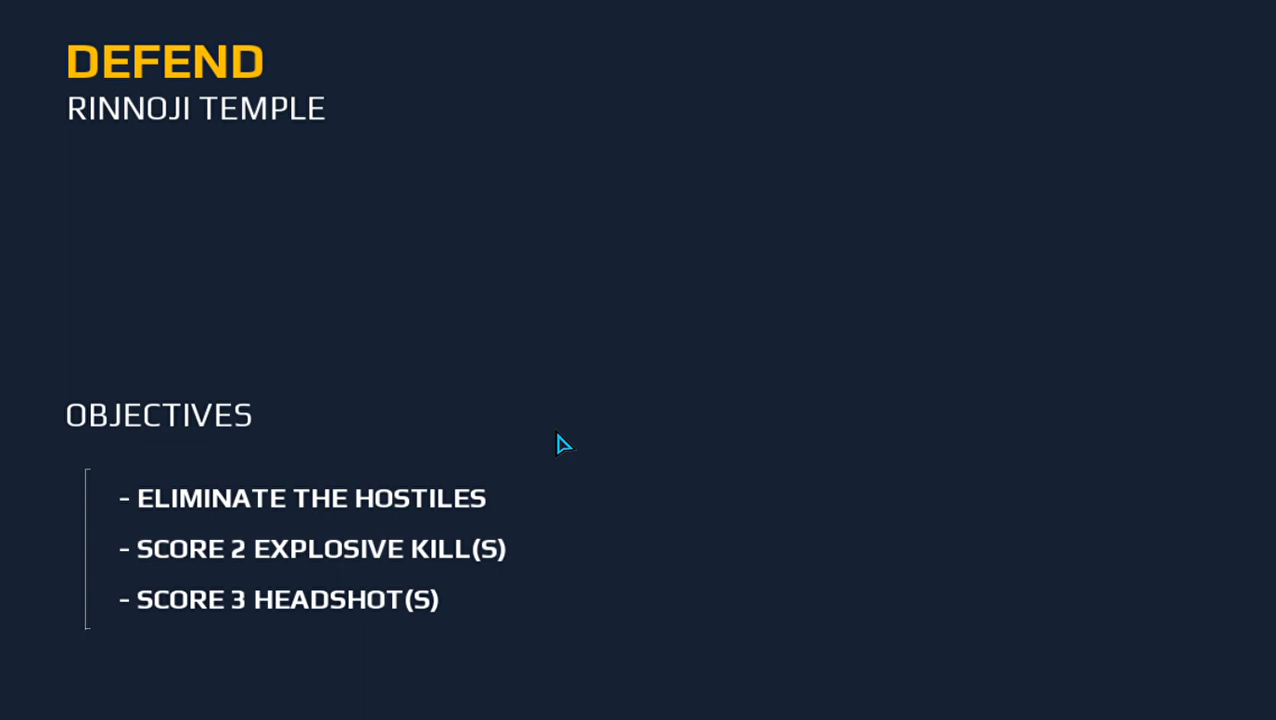 DEFEND
RINNOJI TEMPLE
OBJECTIVES
- ELIMINATE THE HOSTILES
- SCORE 2 EXPLOSIVE KILL(S)
- SCORE 3 HEADSHOT(S)